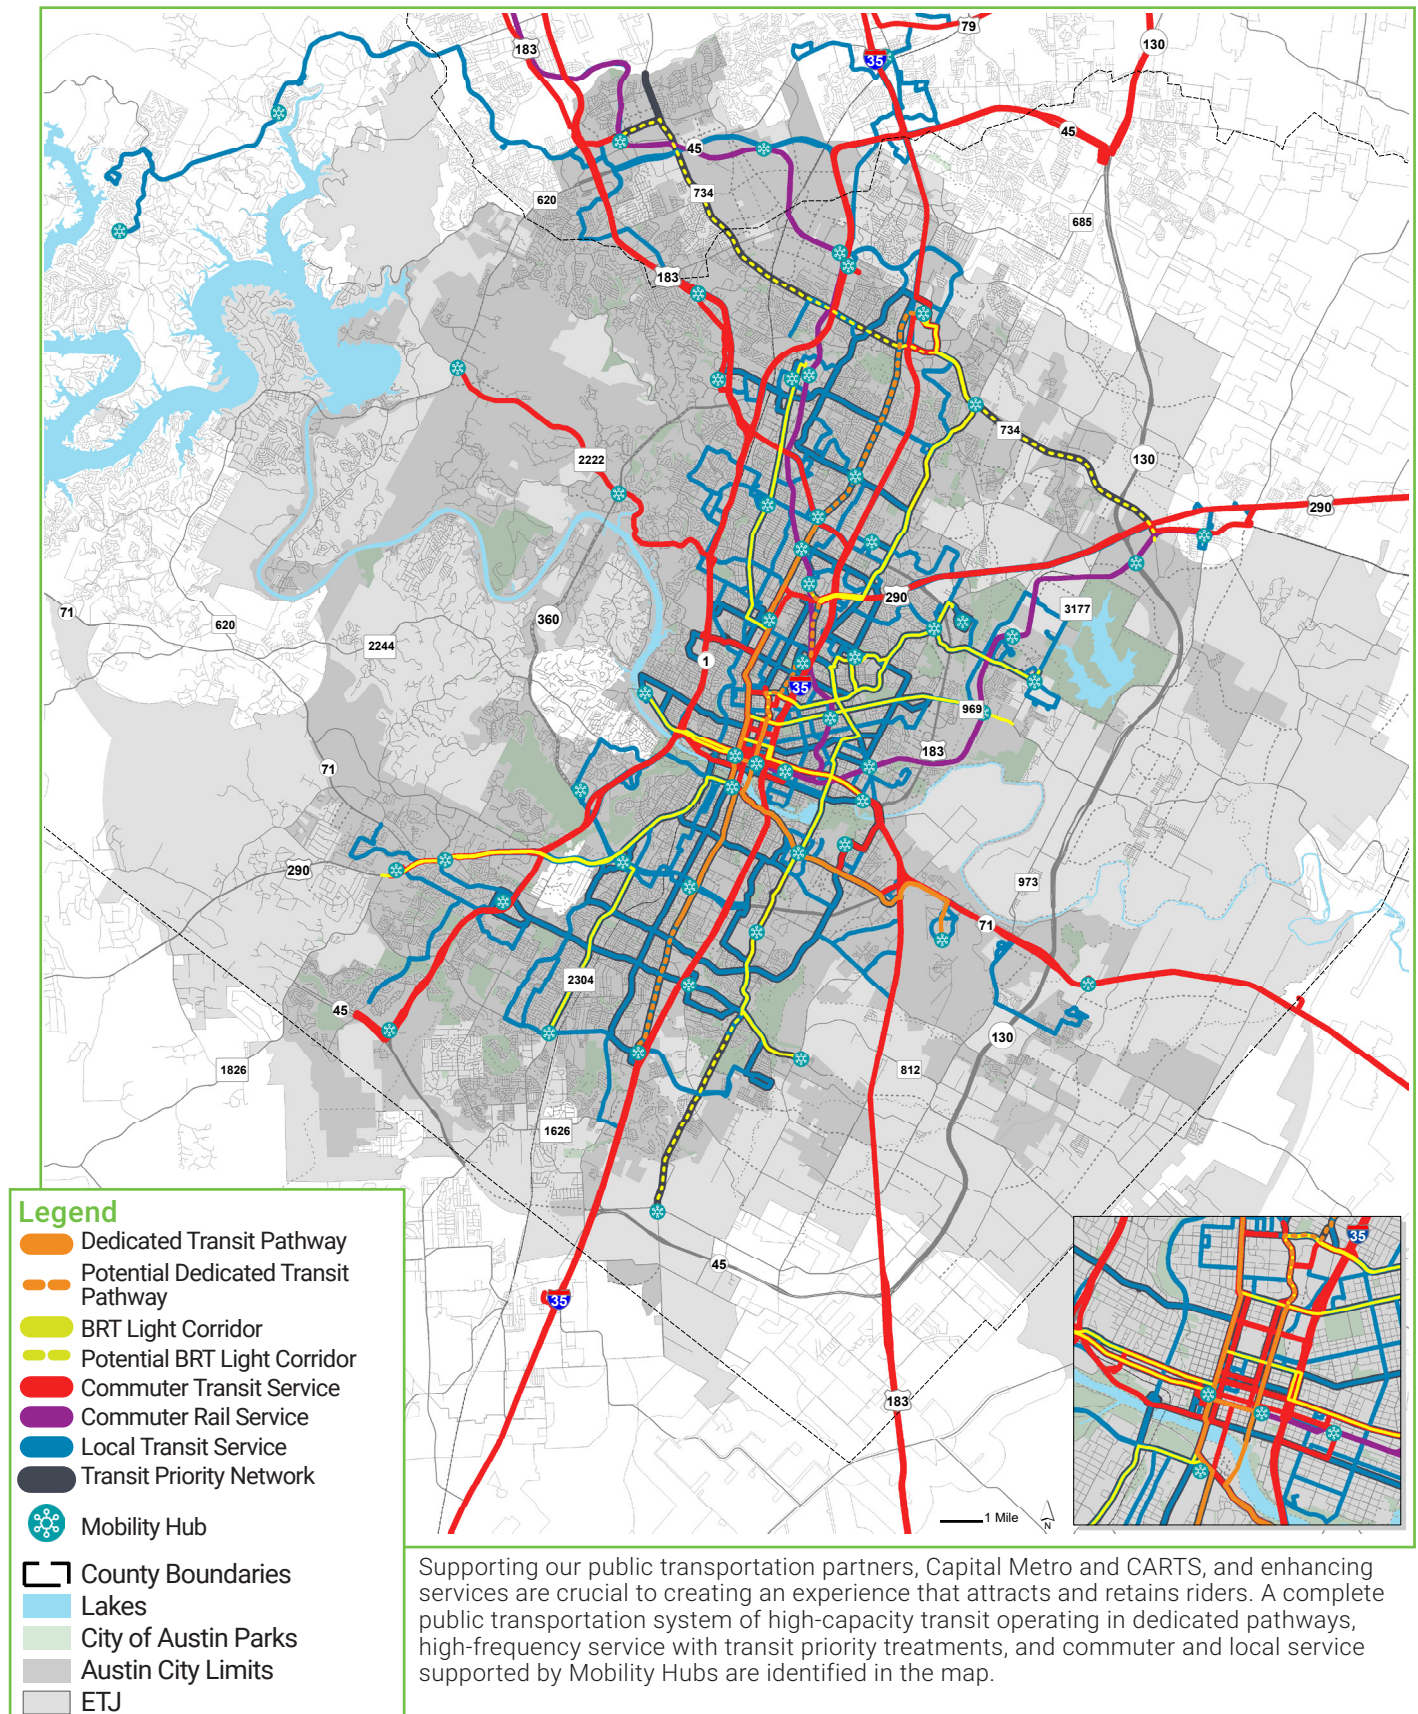 79
183
35
130
45
45
734
620
685
183
734
2222
130
290
71
620
360
290
3177
2244
1
35
969
183
71
290
973
71
2304
45
130
1826
812
1626
45
35
183
1 Mile
N
35
Legend
Dedicated Transit Pathway
Potential Dedicated Transit
Pathway
BRT Light Corridor
Potential BRT Light Corridor
Commuter Transit Service
Commuter Rail Service
Local Transit Service
Transit Priority Network
Mobility Hub
County Boundaries
Lakes
City of Austin Parks
Austin City Limits
ETJ
Supporting our public transportation partners, Capital Metro and CARTS, and enhancing
services are crucial to creating an experience that attracts and retains riders. A complete
public transportation system of high-capacity transit operating in dedicated pathways,
high-frequency service with transit priority treatments, and commuter and local service
supported by Mobility Hubs are identified in the map.